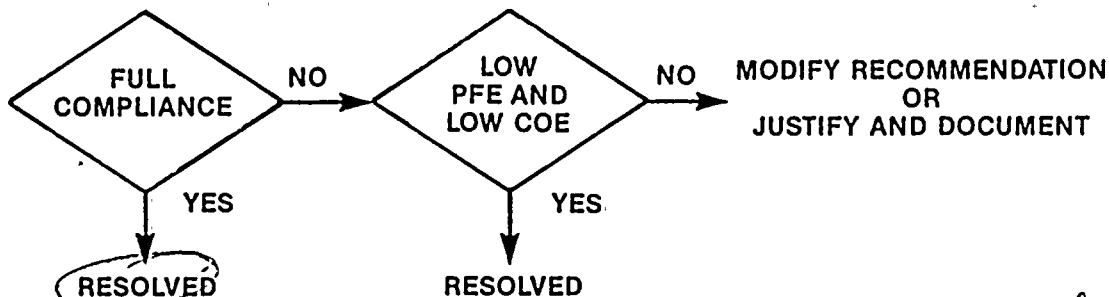 FULL
COMPLIANCE
NO
LOW
PFE AND
LOW COE
NO
MODIFY RECOMMENDATION
OR
JUSTIFY AND DOCUMENT
YES
YES
RESOLVED
RESOLVED